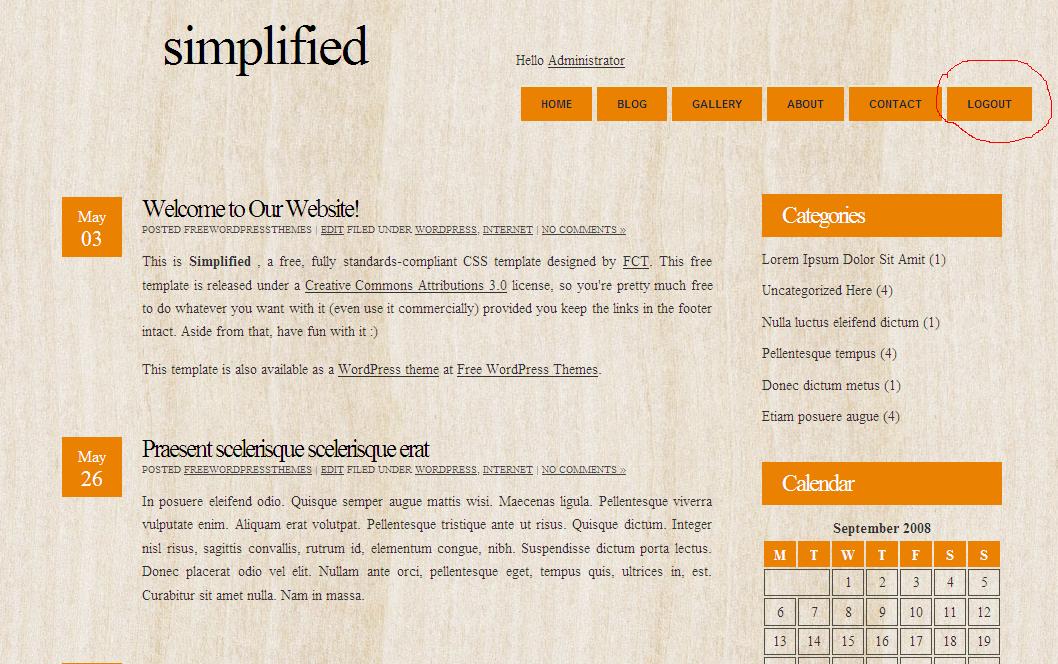 simplified
Hello Administrator
HOME BLOG GALLERY ABOUT CONTACT LOGOUT
May
03
Welcome to Our Website!
POSTED FREEWORDPRESSTHEMES | EDIT FILED UNDER WORDPRESS, INTERNET | NO COMMENTS »
This is Simplified , a free, fully standards-compliant CSS template designed by FCT. This free
template is released under a Creative Commons Attributions 3.0 license, so you're pretty much free
to do whatever you want with it (even use it commercially) provided you keep the links in the footer
intact. Aside from that, have fun with it :)
This template is also available as a WordPress theme at Free WordPress Themes.
May
26
Praesent scelerisque scelerisque erat
POSTED FREEWORDPRESSTHEMES | EDIT FILED UNDER WORDPRESS, INTERNET | NO COMMENTS »
In posuere eleifend odio. Quisque semper augue mattis wisi. Maecenas ligula. Pellentesque viverra
vulputate enim. Aliquam erat volutpat. Pellentesque tristique ante ut risus. Quisque dictum. Integer
nisl risus, sagittis convallis, rutrum id, elementum congue, nibh. Suspendisse dictum porta lectus.
Donec placerat odio vel elit. Nullam ante orci, pellentesque eget, tempus quis, ultrices in, est.
Curabitur sit amet nulla. Nam in massa.
Categories
Lorem Ipsum Dolor Sit Amit (1)
Uncategorized Here (4)
Nulla luctus eleifend dictum (1)
Pellentesque tempus (4)
Donec dictum metus (1)
Etiam posuere augue (4)
Calendar
September 2008
M T W T F S S
1 2 3 4 5
6 7 8 9 10 11 12
13 14 15 16 17 18 19